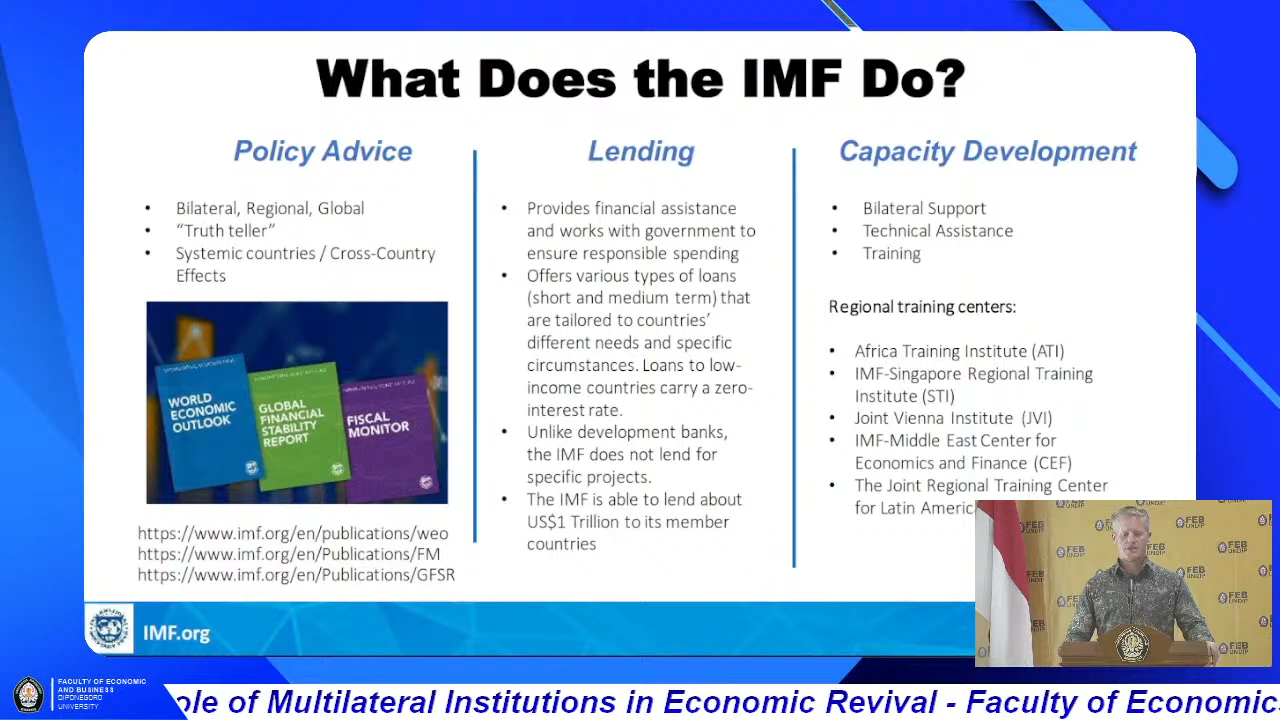 What Does the IMF Do?
Policy Advice
• Bilateral, Regional, Global
• “Truth teller”
• Systemic countries / Cross-Country
Effects
WORLD
ECONOMIC
OUTLOOK
GLOBAL
FINANCIAL
STABILITY
REPORT
FISCAL
MONITOR
https://www.imf.org/en/publications/weo
https://www.imf.org/en/Publications/FM
https://www.imf.org/en/Publications/GFSR
Lending
• Provides financial assistance
and works with government to
ensure responsible spending
• Offers various types of loans
(short and medium term) that
are tailored to countries’
different needs and specific
circumstances. Loans to low-
income countries carry a zero-
interest rate.
• Unlike development banks,
the IMF does not lend for
specific projects.
• The IMF is able to lend about
US$1 Trillion to its member
countries
Capacity Development
• Bilateral Support
• Technical Assistance
• Training
Regional training centers:
• Africa Training Institute (ATI)
• IMF-Singapore Regional Training
Institute (STI)
• Joint Vienna Institute (JVI)
• IMF-Middle East Center for
Economics and Finance (CEF)
• The Joint Regional Training Center
for Latin Americ
FEB
UNDIP
IMF.org
FACULTY OF ECONOMIC
AND BUSINESS
DIPONEGORO
UNIVERSITY
ole of Multilateral Institutions in Economic Revival - Faculty of Economic